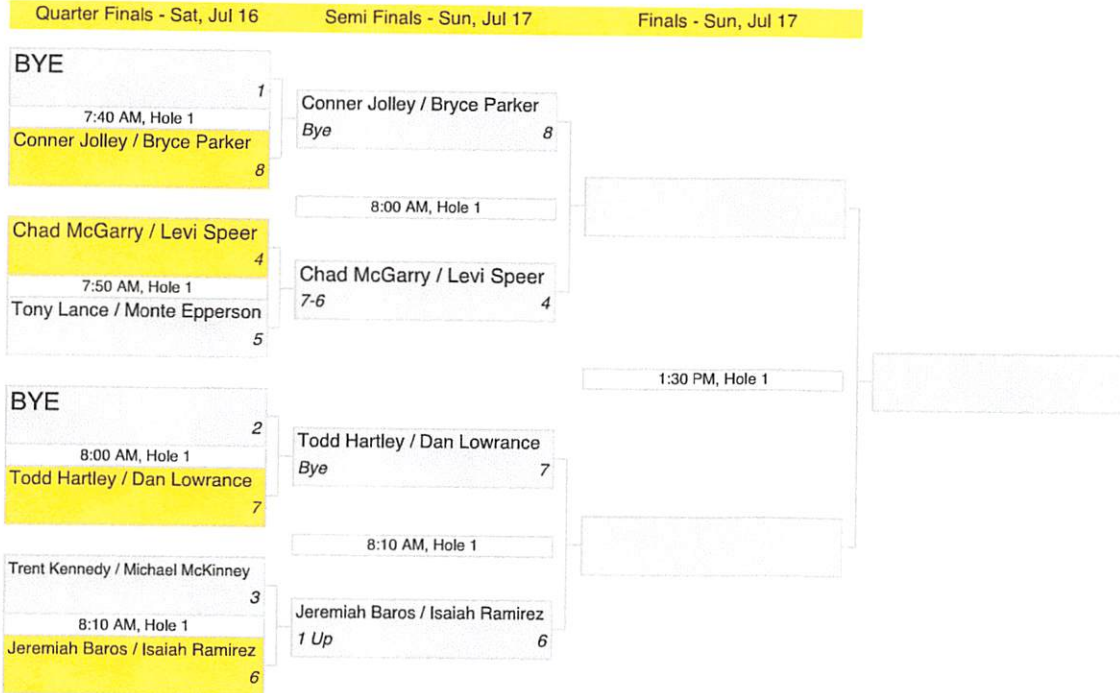 Quarter Finals - Sat, Jul 16
Semi Finals - Sun, Jul 17
Finals - Sun, Jul 17
BYE
1
7:40 AM, Hole 1
Conner Jolley / Bryce Parker
8
Chad McGarry / Levi Speer
4
7:50 AM, Hole 1
Tony Lance / Monte Epperson
5
BYE
2
8:00 AM, Hole 1
Todd Hartley / Dan Lowrance
7
Trent Kennedy / Michael McKinney
3
8:10 AM, Hole 1
Jeremiah Baros / Isaiah Ramirez
6
Conner Jolley / Bryce Parker
Bye 8
8:00 AM, Hole 1
Chad McGarry / Levi Speer
7-6 4
Todd Hartley / Dan Lowrance
Bye 7
8:10 AM, Hole 1
Jeremiah Baros / Isaiah Ramirez
1 Up 6
1:30 PM, Hole 1